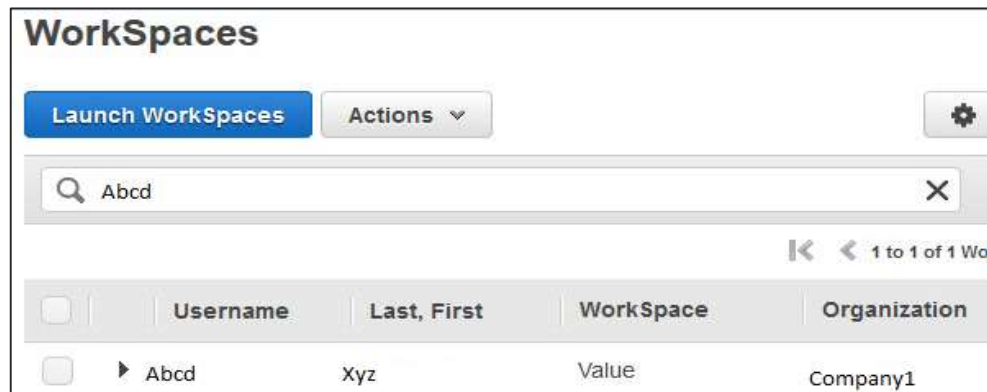 WorkSpaces
Launch WorkSpaces Actions
Abcd
1 to 1 of 1 Wo
Username Last, First WorkSpace Organization
Abcd Xyz Value Company1